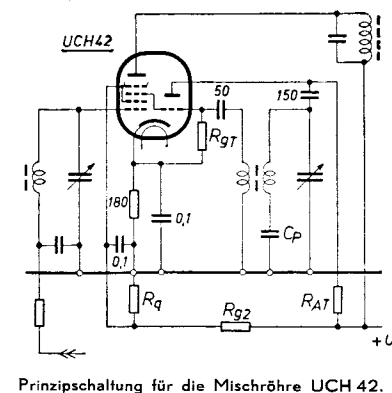 UCH42
50
150
RgT
180
0,1
0,1
Cp
Rq
Rg2
RAT
+U
Prinzipschaltung für die Mischröhre UCH 42.